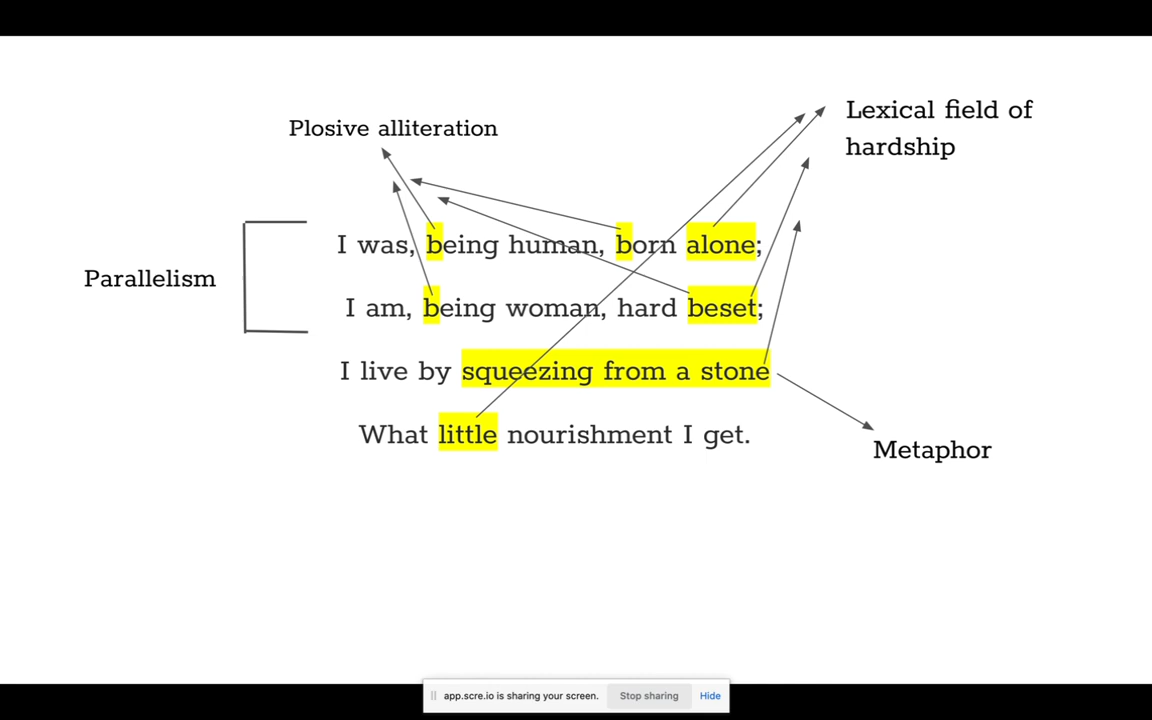 Plosive alliteration
Lexical field of
hardship
Parallelism
I was, being human, born alone;
I am, being woman, hard beset;
I live by squeezing from a stone
What little nourishment I get.
Metaphor
app.scre.io is sharing your screen. Stop sharing Hide